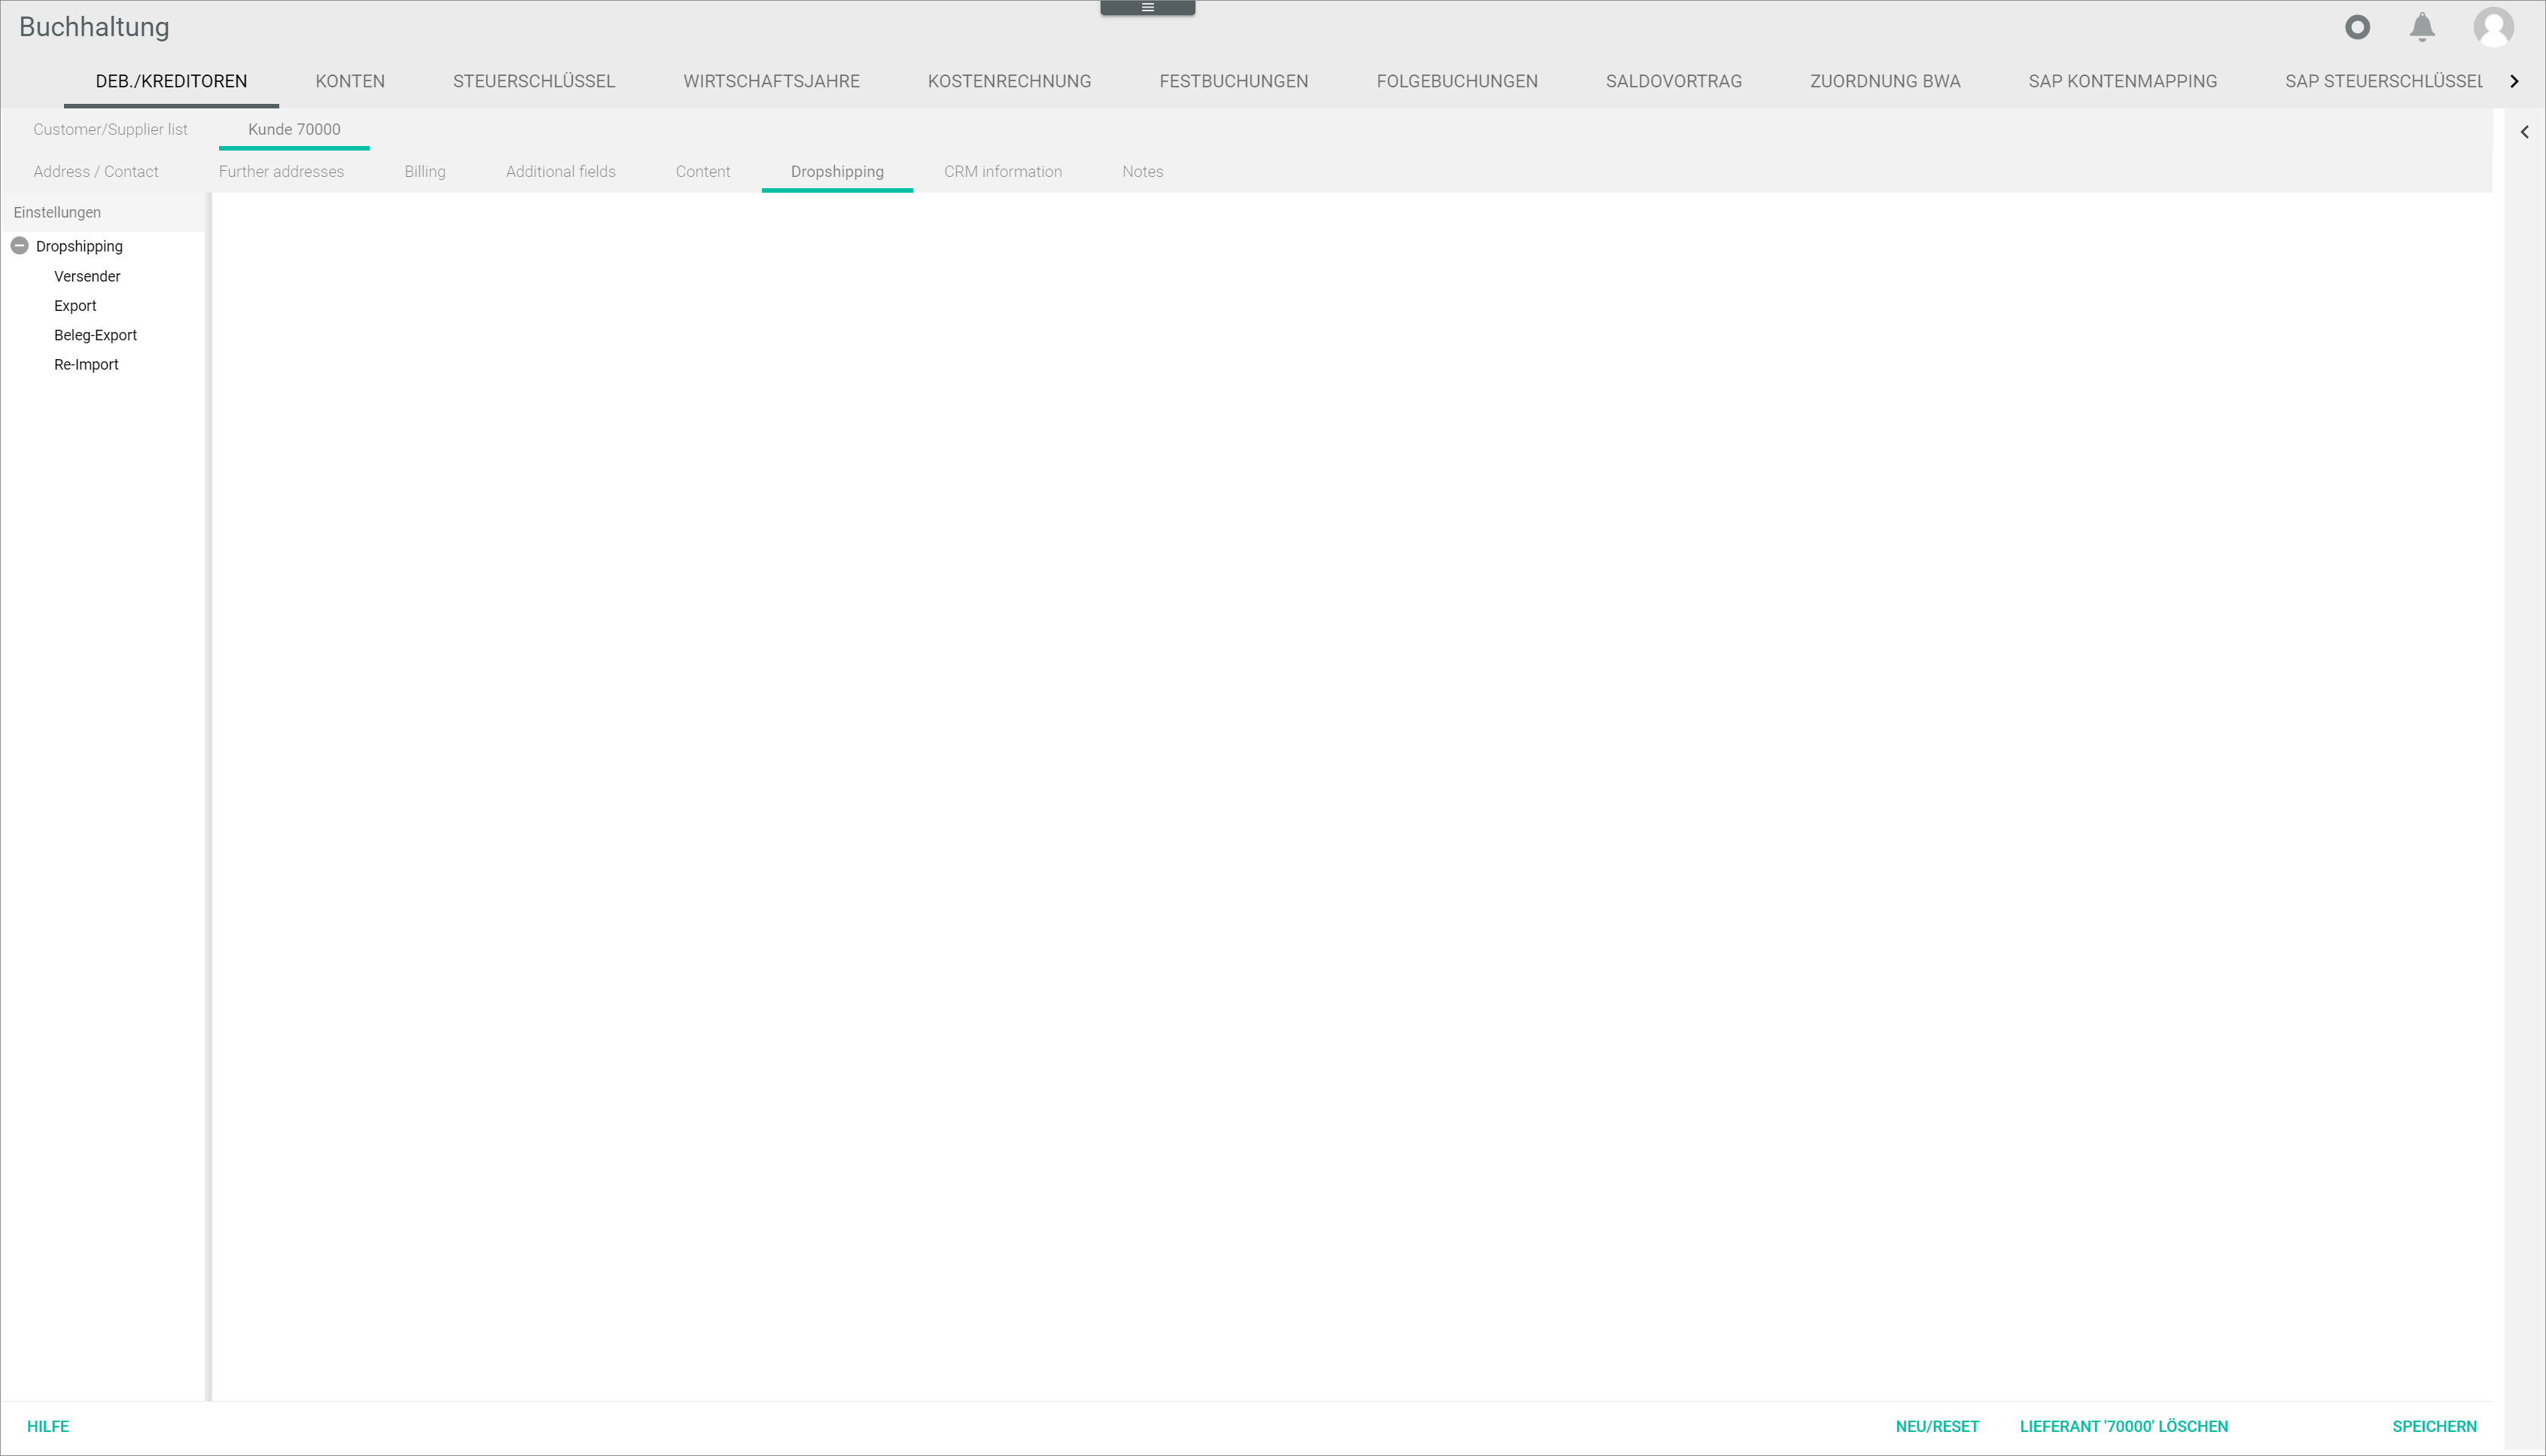 Buchhaltung
DEB./KREDITOREN KONTEN STEUERSCHLÜSSEL WIRTSCHAFTSJAHRE KOSTENRECHNUNG FESTBUCHUNGEN FOLGEBUCHUNGEN SALDOVORTRAG ZUORDNUNG BWA SAP KONTENMAPPING SAP STEUERSCHLÜSSEL
Customer/Supplier list Kunde 70000
Address / Contact Further addresses Billing Additional fields Content Dropshipping CRM information Notes
Einstellungen
Dropshipping
Versender
Export
Beleg-Export
Re-Import
HILFE NEU/RESET LIEFERANT '70000' LÖSCHEN SPEICHERN